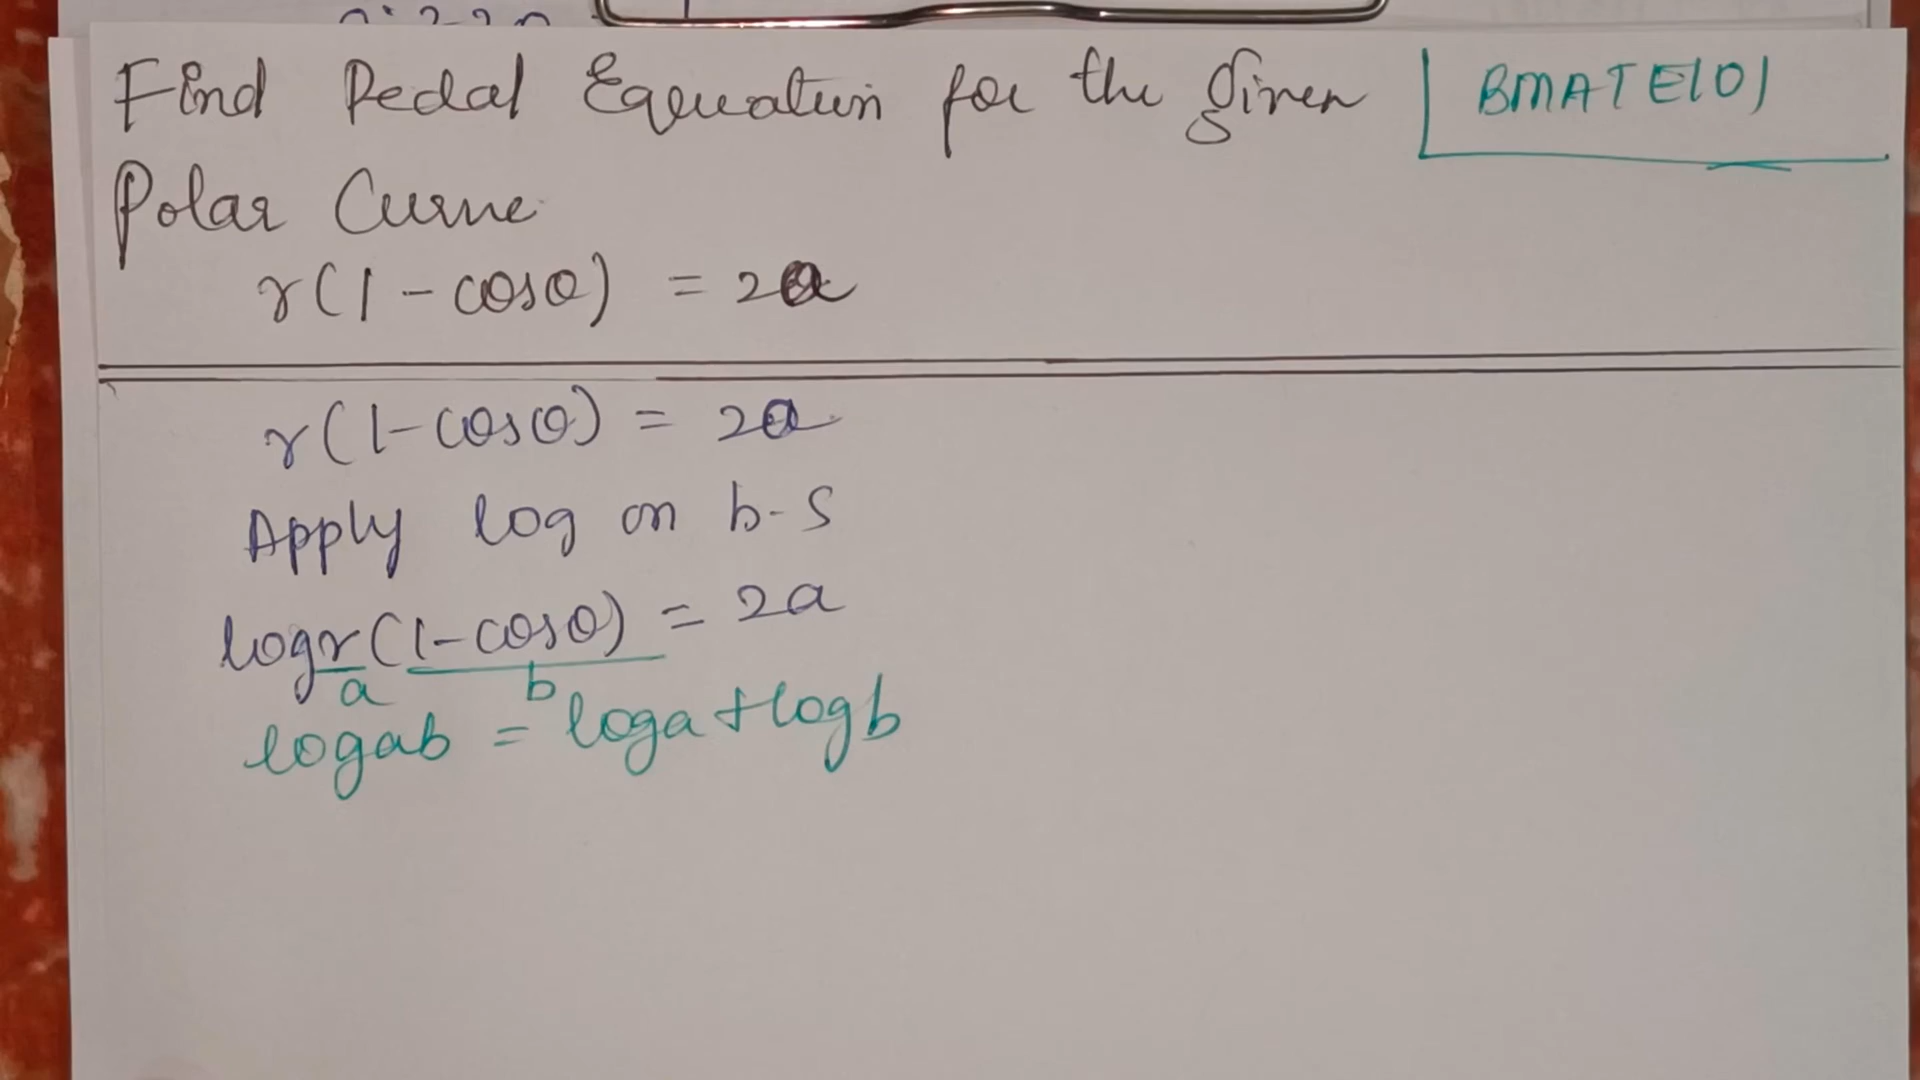 Find Pedal Equation for the given
BMATE101
Polar Curve
r(1-cosθ) = 2a
r(1-cosθ) = 2a
Apply log on b-s
logr(1-cosθ) = 2a
a b
logab = loga+logb